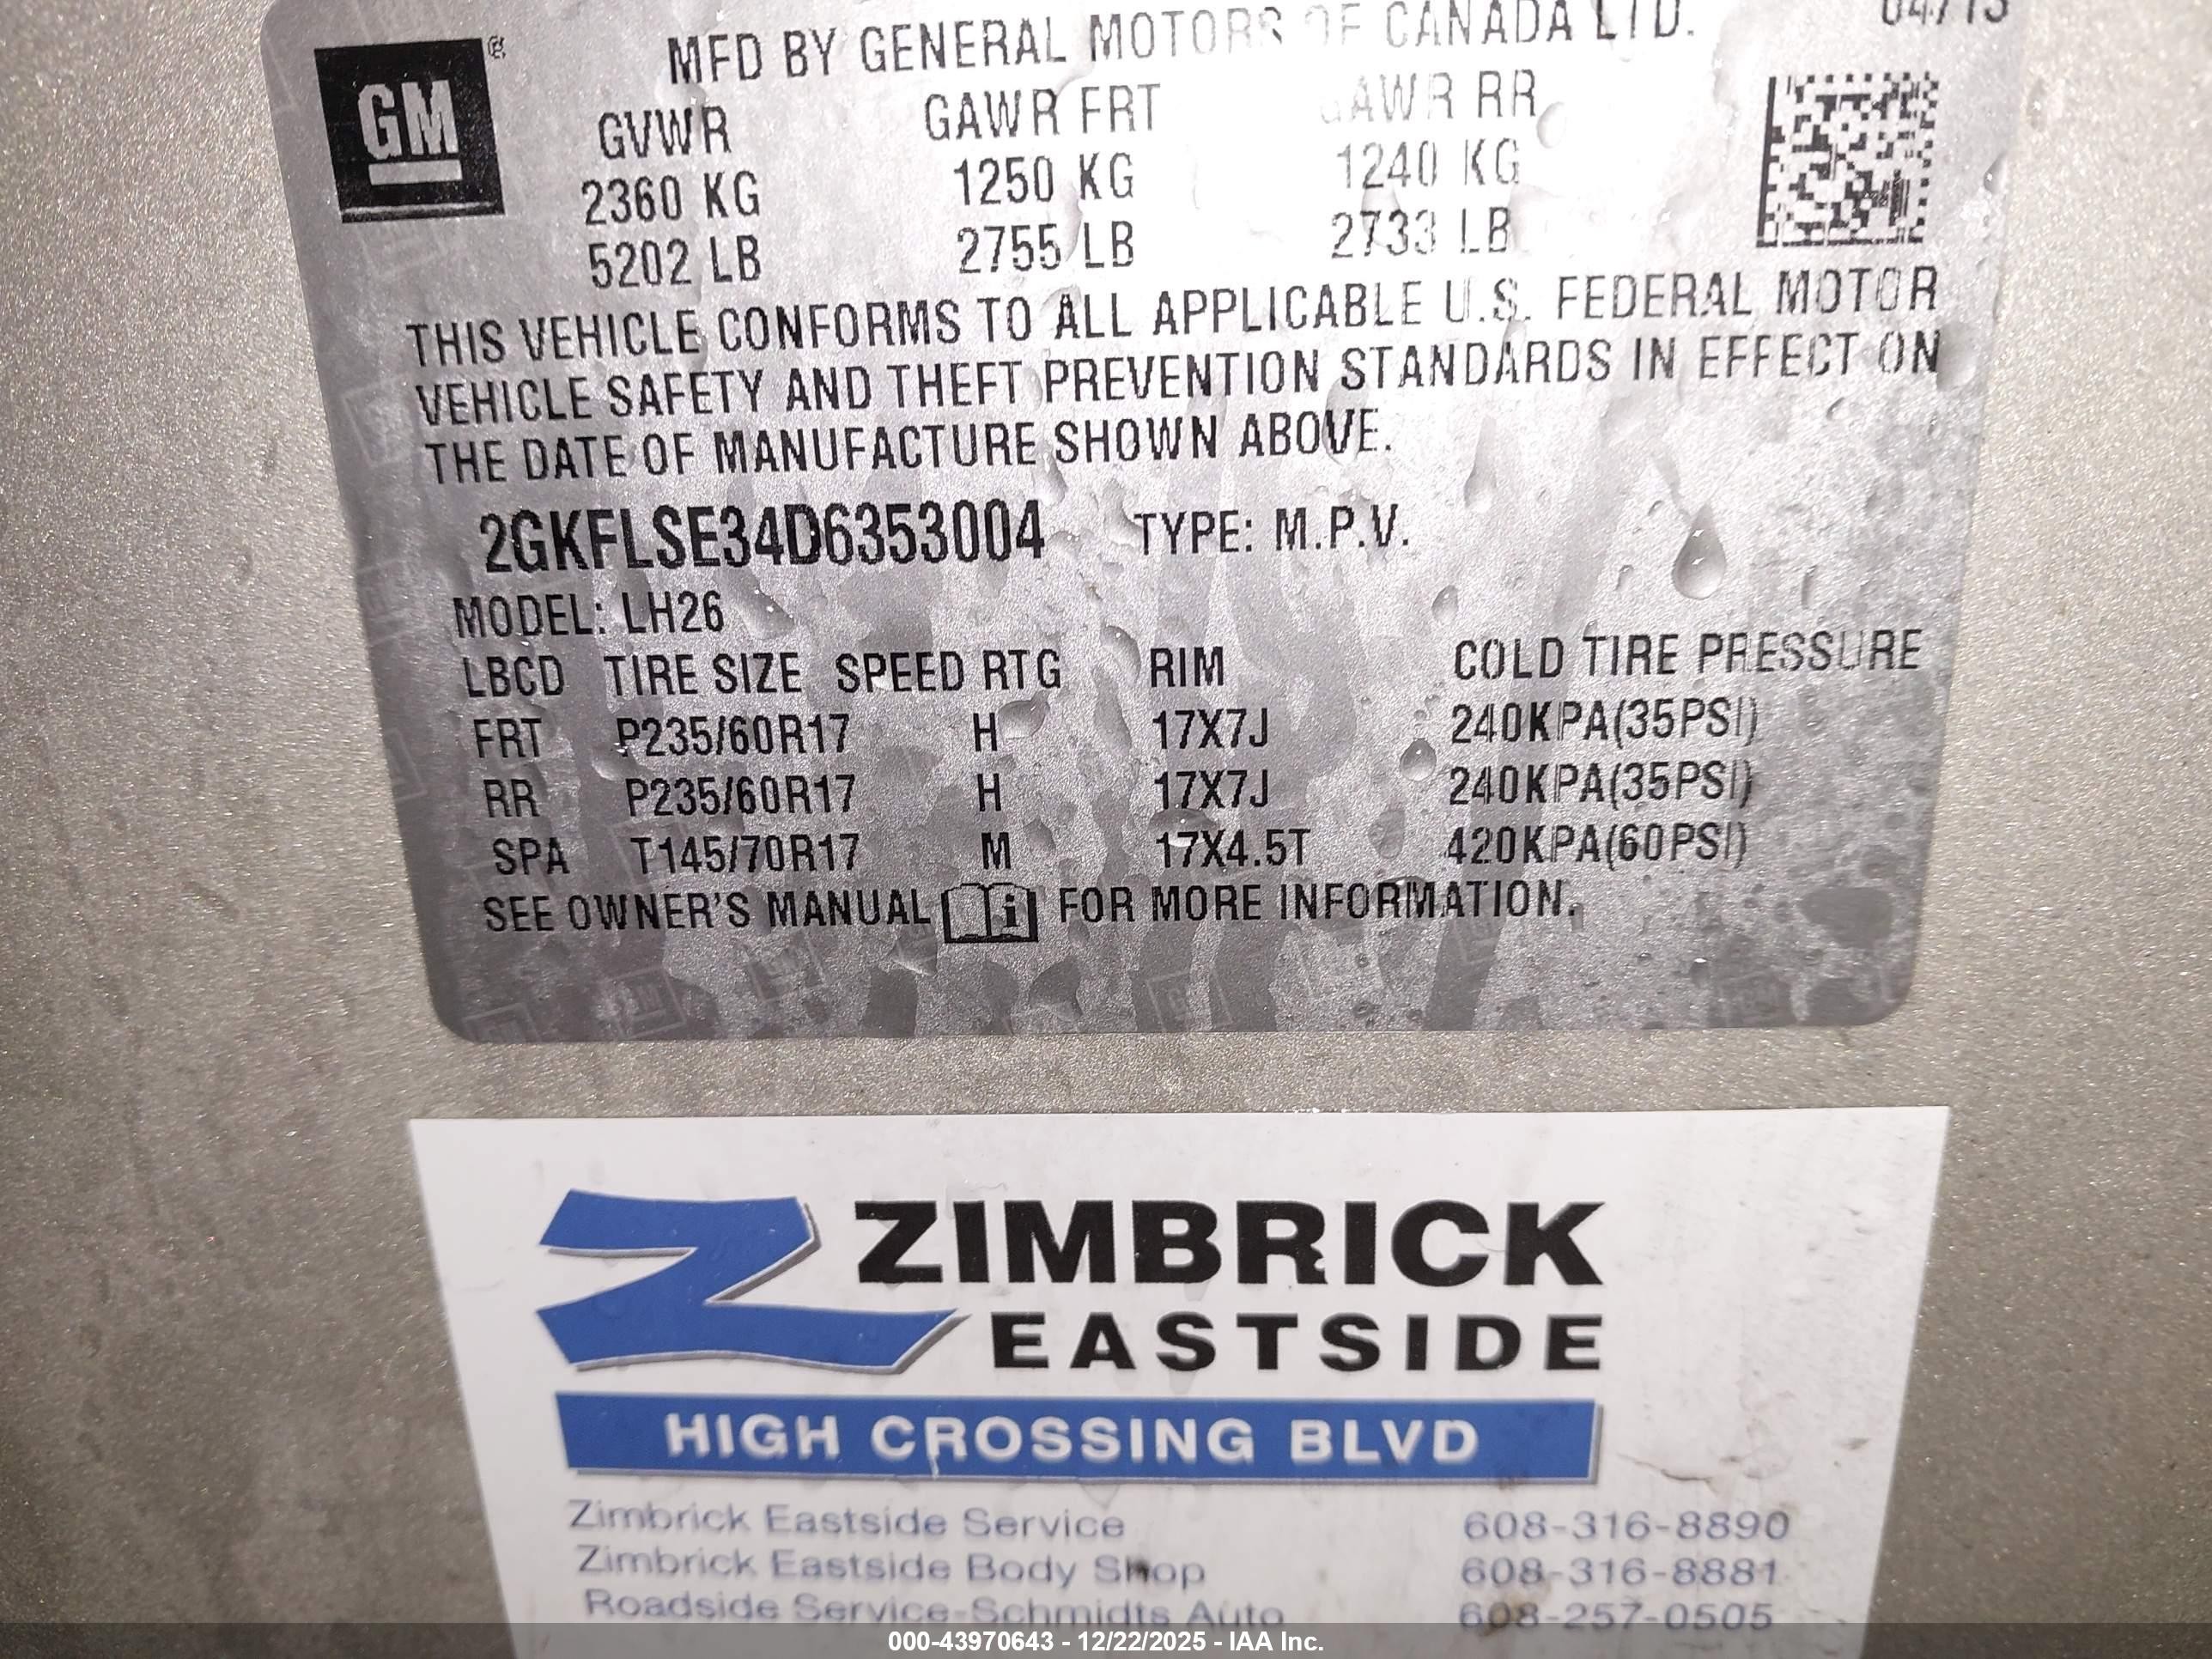 GM
MFD BY GENERAL MOTORS OF CANADA LTD. 04/13
GVWR GAWR FRT GAWR RR
2360 KG 1250 KG 1240 KG
5202 LB 2755 LB 2733 LB
THIS VEHICLE CONFORMS TO ALL APPLICABLE U.S. FEDERAL MOTOR
VEHICLE SAFETY AND THEFT PREVENTION STANDARDS IN EFFECT ON
THE DATE OF MANUFACTURE SHOWN ABOVE.
2GKFLSE34D6353004 TYPE: M.P.V.
MODEL: LH26
LBCD TIRE SIZE SPEED RTG RIM COLD TIRE PRESSURE
FRT P235/60R17 H 17X7J 240KPA(35PSI)
RR P235/60R17 H 17X7J 240KPA(35PSI)
SPA T145/70R17 M 17X4.5T 420KPA(60PSI)
SEE OWNER'S MANUAL FOR MORE INFORMATION.
Z ZIMBRICK
EASTSIDE
HIGH CROSSING BLVD
Zimbrick Eastside Service 608-316-8890
Zimbrick Eastside Body Shop 608-316-8881
Roadside Service-Schmidts Auto 608-257-0505
000-43970643 - 12/22/2025 - IAA Inc.